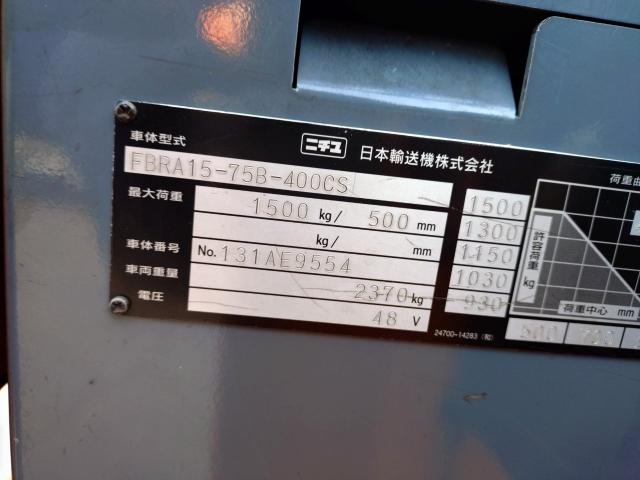 ニチユ 日本輸送機株式会社
車体型式 FBRA15-75B-400CS
最大荷重 1500 kg/ 500 mm
kg/ mm
車体番号 No. 131AE9554
車両重量 2370 kg
電圧 48 V
1500
1300
1150
1030
930
荷重曲
許容荷重
kg
荷重中心 mm
500 700
24700-14283 (和)